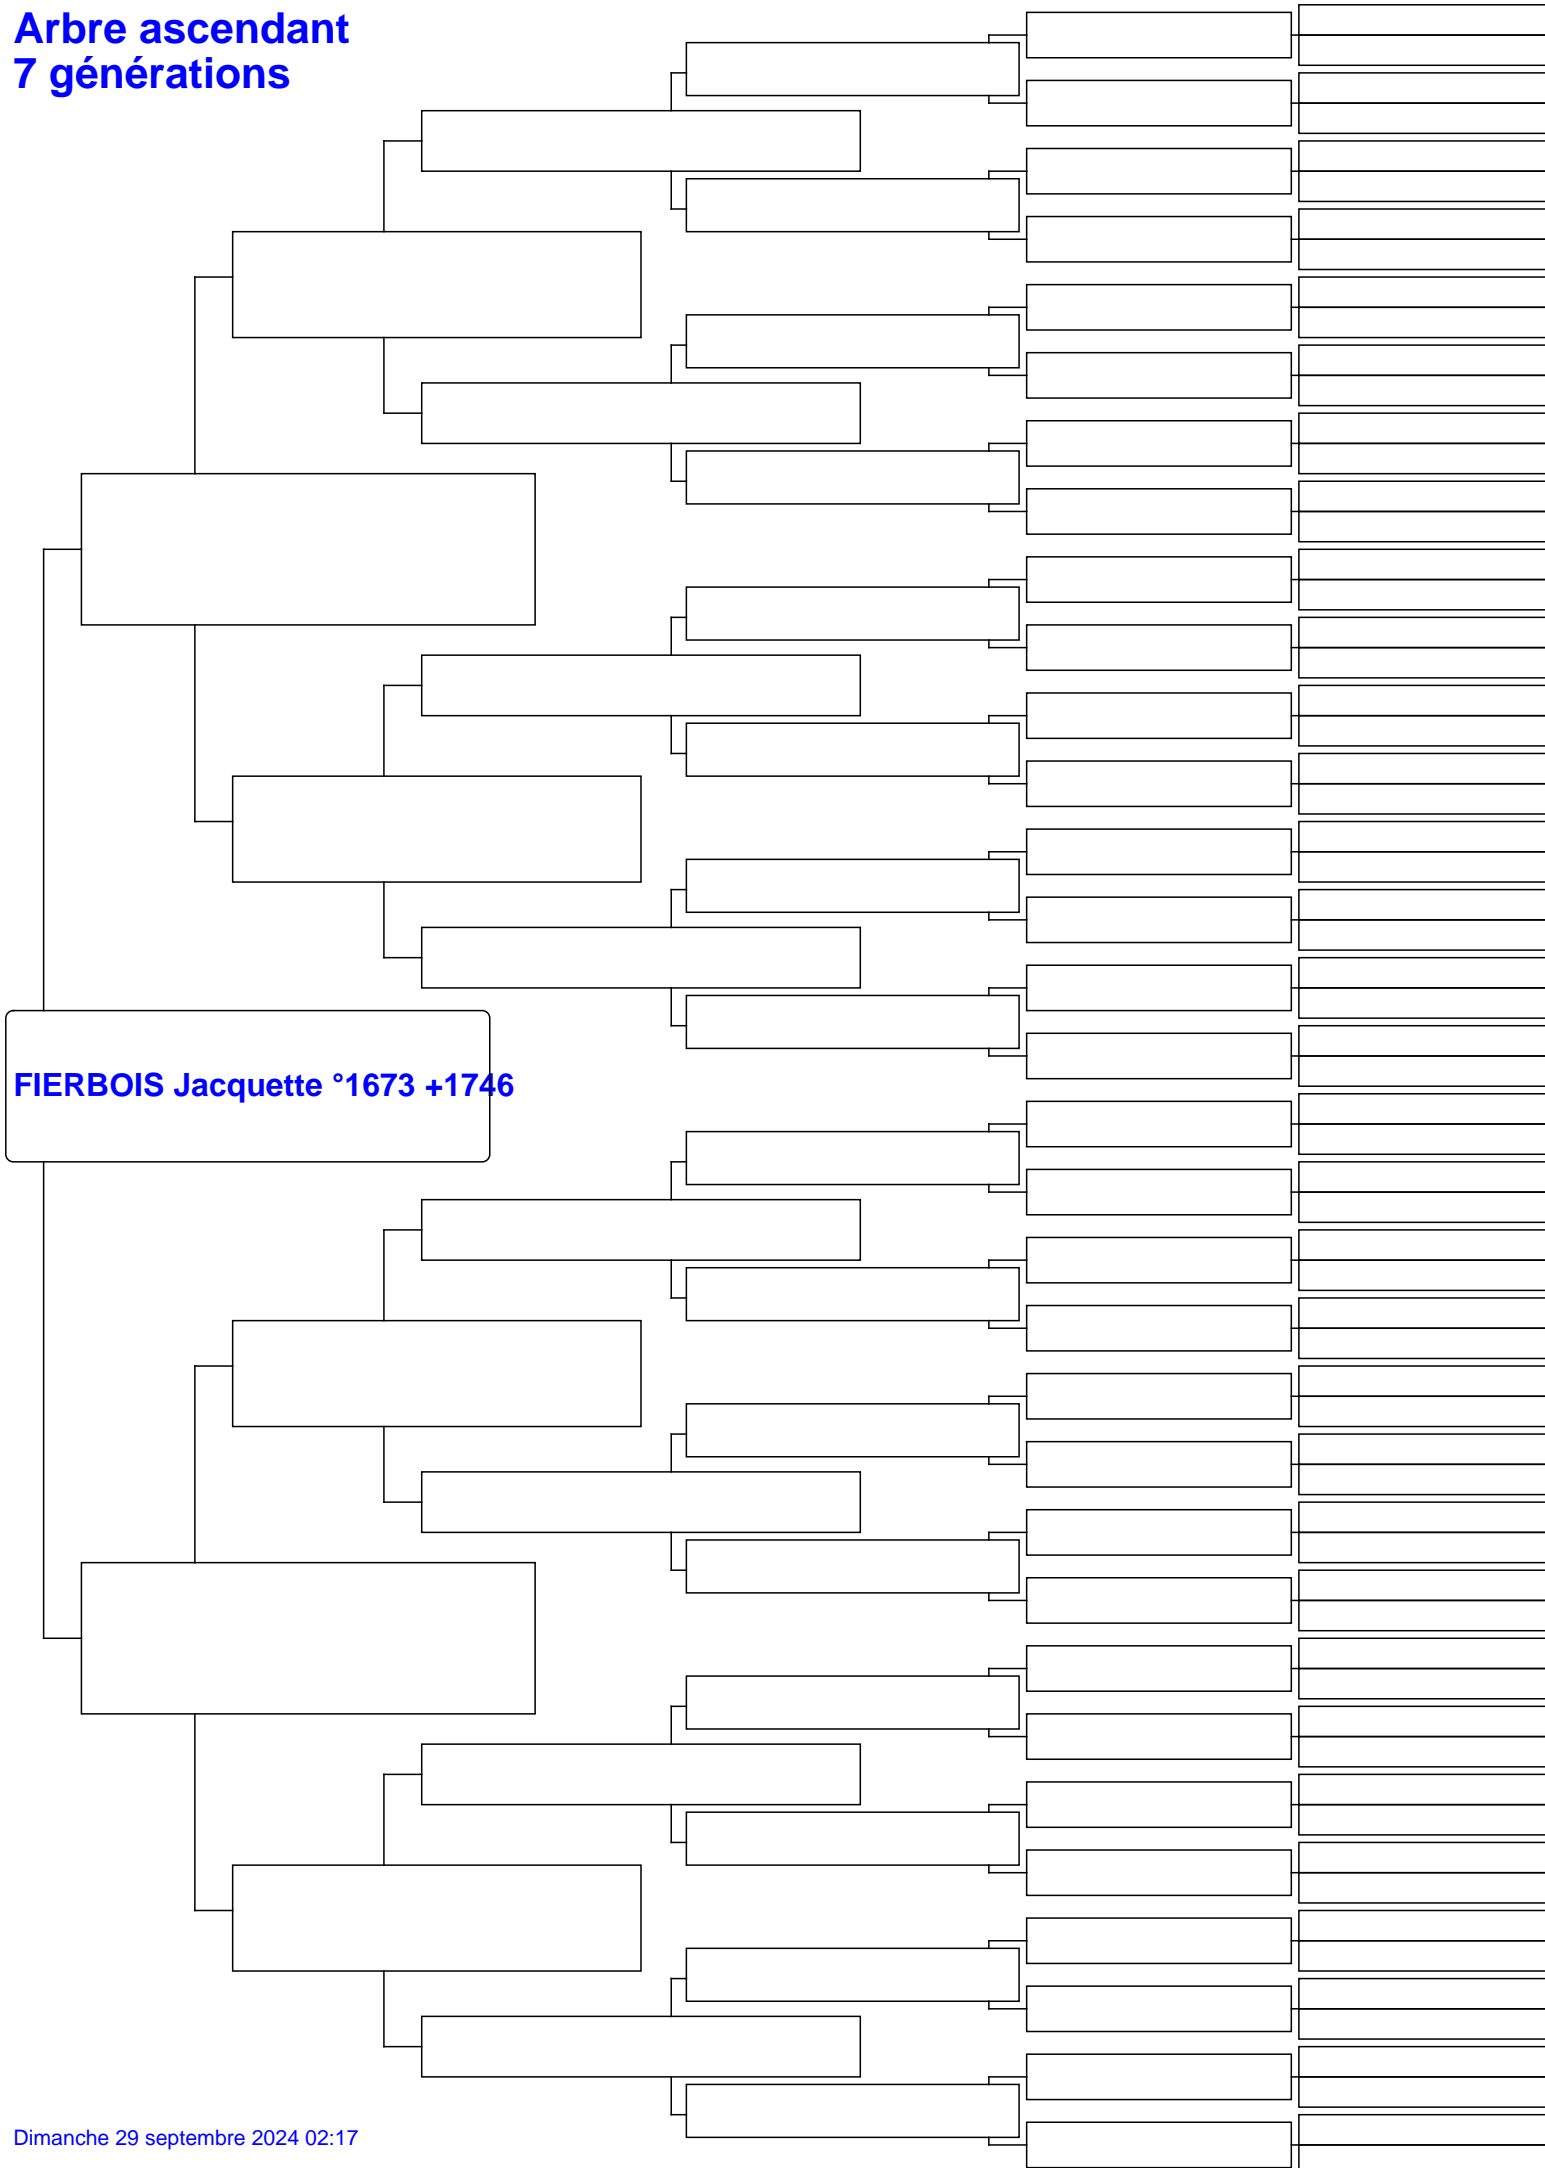 Arbre ascendant
7 générations
FIERBOIS Jacquette °1673 +1746
Dimanche 29 septembre 2024 02:17